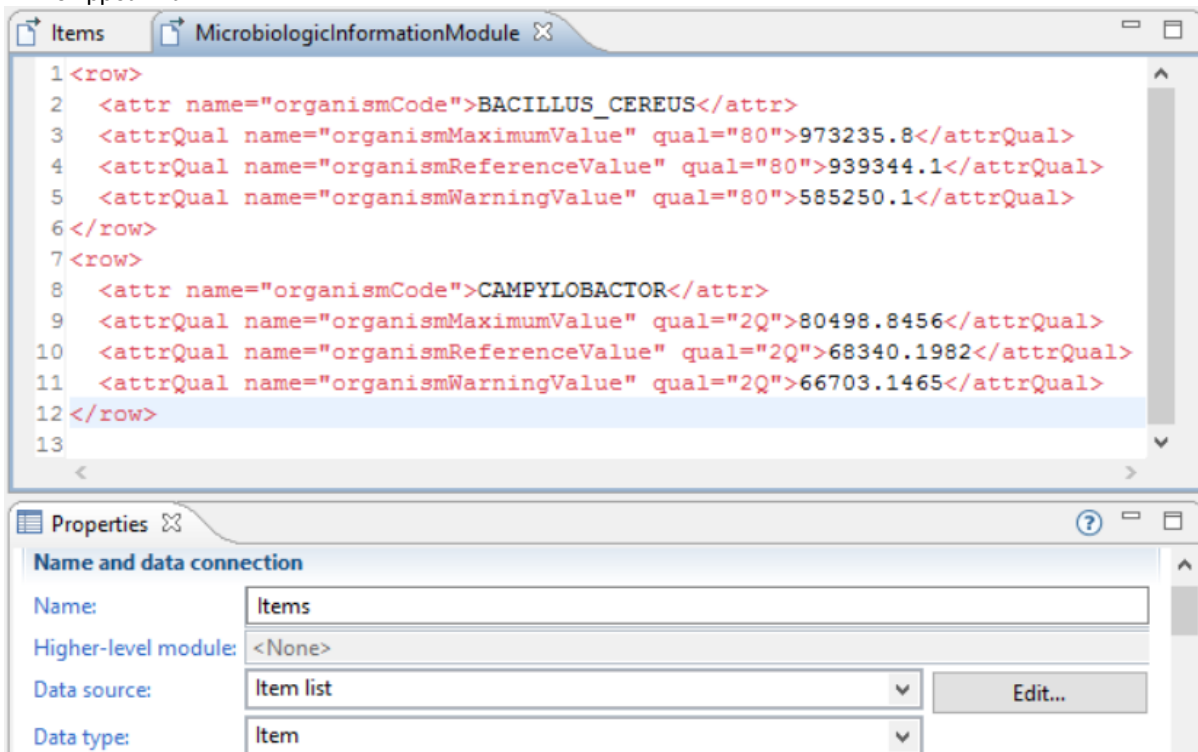 Items MicrobiologicInformationModule
1 <row>
2 <attr name="organismCode">BACILLUS_CEREUS</attr>
3 <attrQual name="organismMaximumValue" qual="80">973235.8</attrQual>
4 <attrQual name="organismReferenceValue" qual="80">939344.1</attrQual>
5 <attrQual name="organismWarningValue" qual="80">585250.1</attrQual>
6 </row>
7 <row>
8 <attr name="organismCode">CAMPYLOBACTOR</attr>
9 <attrQual name="organismMaximumValue" qual="2Q">80498.8456</attrQual>
10 <attrQual name="organismReferenceValue" qual="2Q">68340.1982</attrQual>
11 <attrQual name="organismWarningValue" qual="2Q">66703.1465</attrQual>
12 </row>
13
Properties
Name and data connection
Name: Items
Higher-level module: <None>
Data source: Item list Edit...
Data type: Item